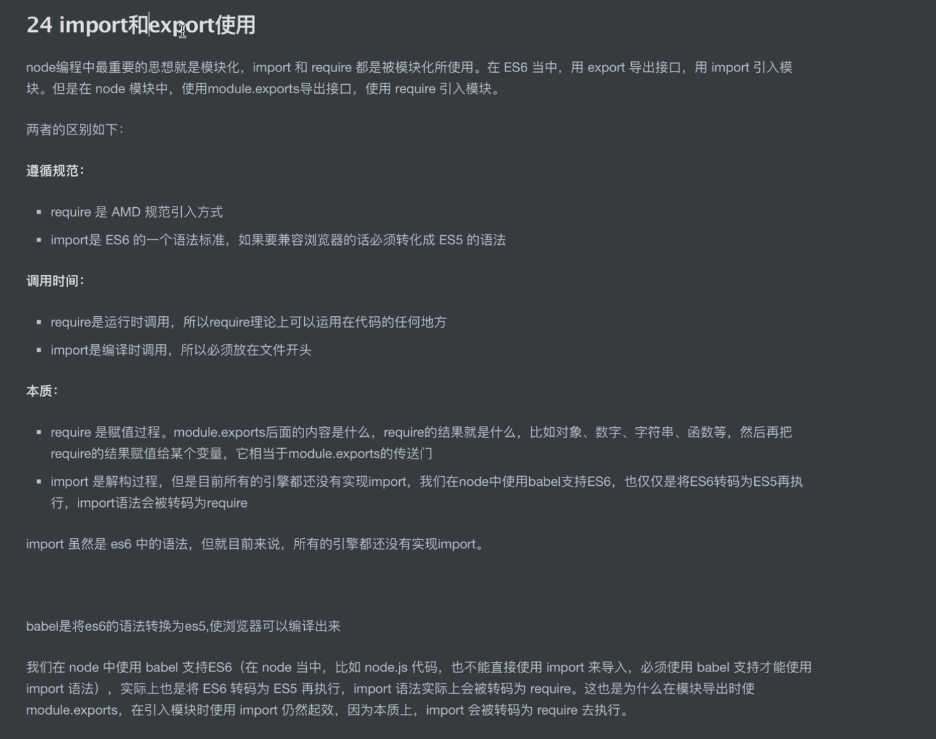 24 import和export使用
node编程中最重要的思想就是模块化，import 和 require 都是被模块化所使用。在 ES6 当中，用 export 导出接口，用 import 引入模
块。但是在 node 模块中，使用module.exports导出接口，使用 require 引入模块。
两者的区别如下：
遵循规范：
▪ require 是 AMD 规范引入方式
▪ import是 ES6 的一个语法标准，如果要兼容浏览器的话必须转化成 ES5 的语法
调用时间：
▪ require是运行时调用，所以require理论上可以运用在代码的任何地方
▪ import是编译时调用，所以必须放在文件开头
本质：
▪ require 是赋值过程。module.exports后面的内容是什么，require的结果就是什么，比如对象、数字、字符串、函数等，然后再把
require的结果赋值给某个变量，它相当于module.exports的传送门
▪ import 是解构过程，但是目前所有的引擎都还没有实现import，我们在node中使用babel支持ES6，也仅仅是将ES6转码为ES5再执
行，import语法会被转码为require
import 虽然是 es6 中的语法，但就目前来说，所有的引擎都还没有实现import。
babel是将es6的语法转换为es5,使浏览器可以编译出来
我们在 node 中使用 babel 支持ES6（在 node 当中，比如 node.js 代码，也不能直接使用 import 来导入，必须使用 babel 支持才能使用
import 语法），实际上也是将 ES6 转码为 ES5 再执行，import 语法实际上会被转码为 require。这也是为什么在模块导出时使
module.exports，在引入模块时使用 import 仍然起效，因为本质上，import 会被转码为 require 去执行。